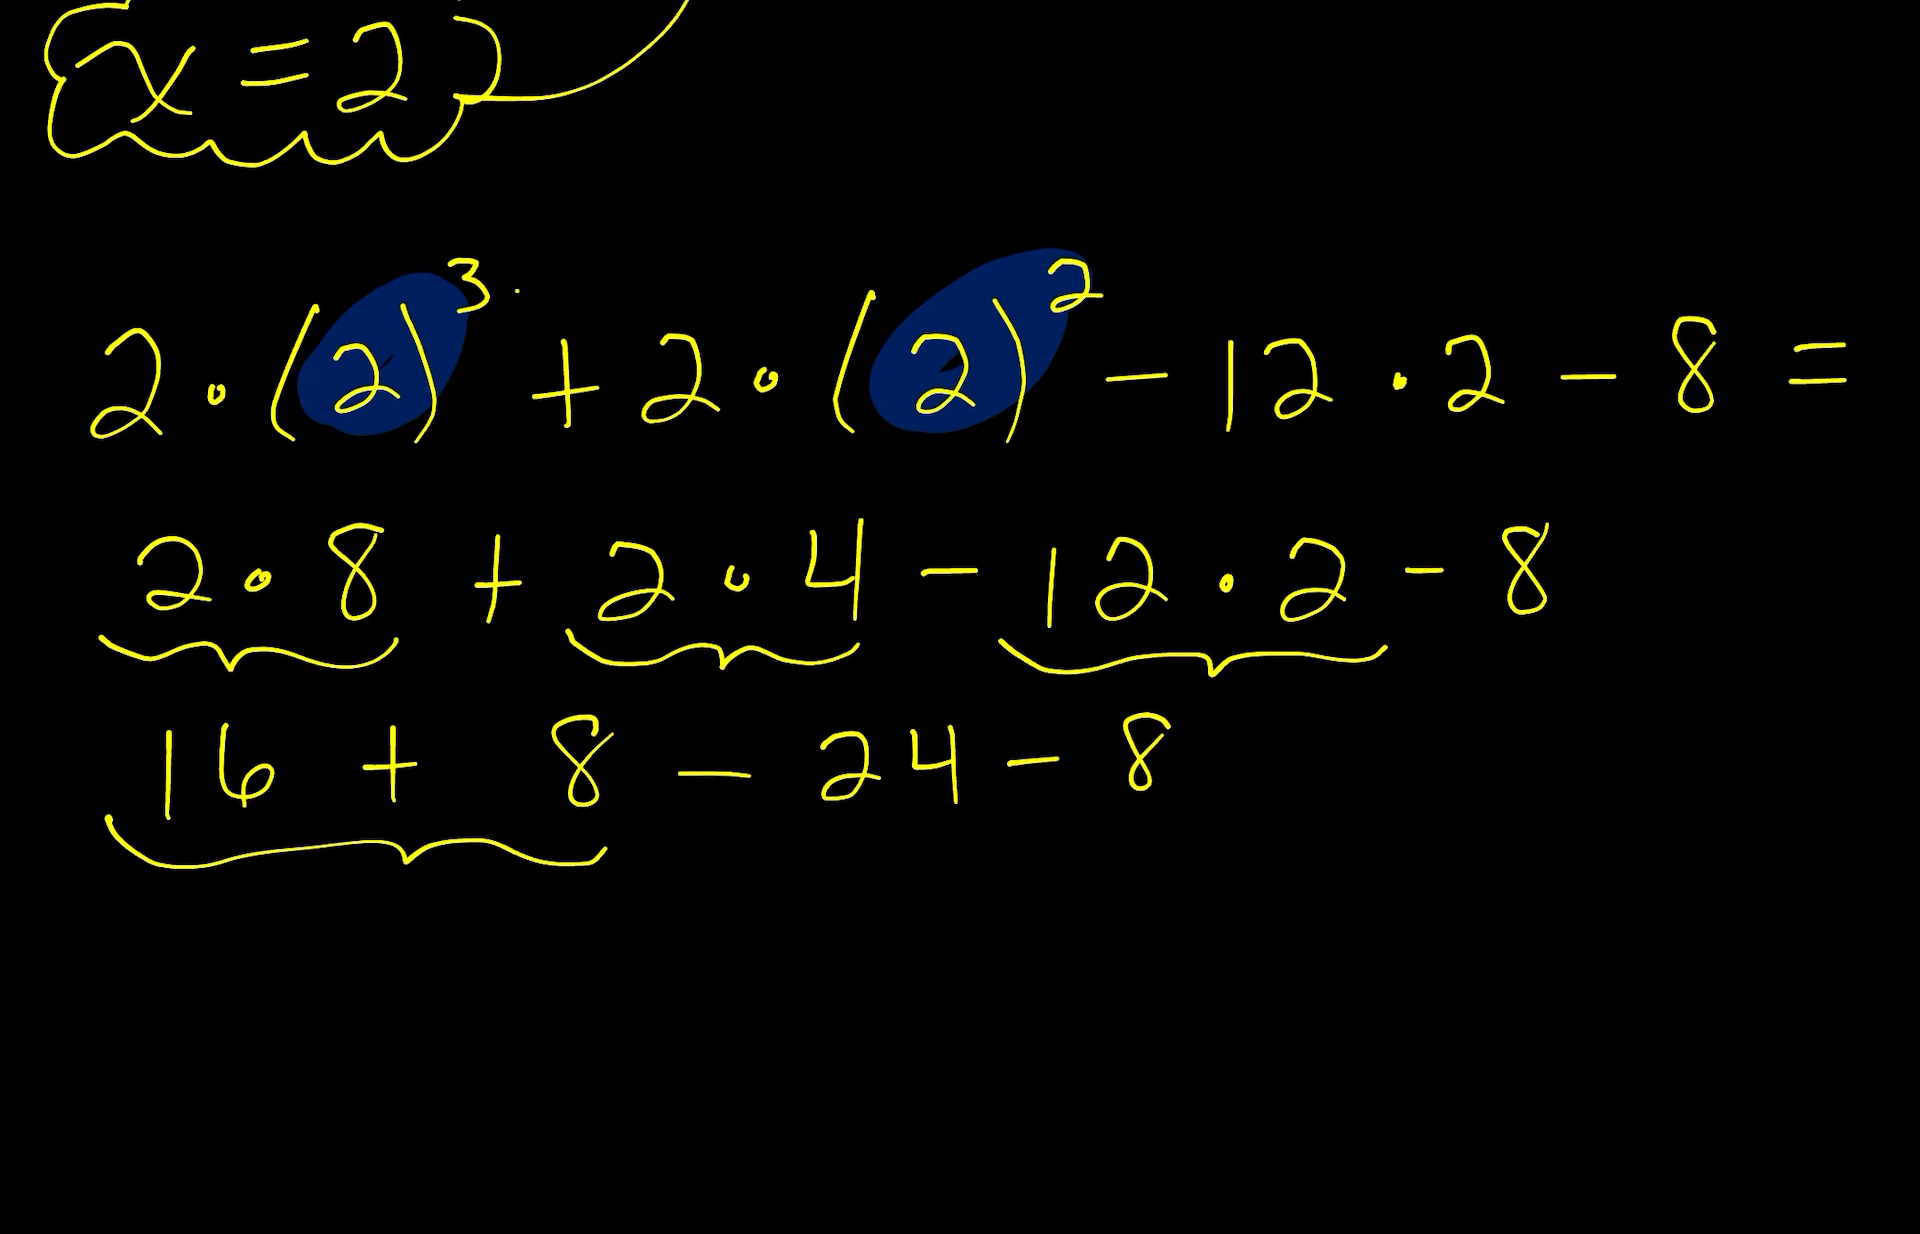 x = 2
2 · (2)³ + 2 · (2)² − 12 · 2 − 8 =
2 · 8 + 2 · 4 − 12 · 2 − 8
16 + 8 − 24 − 8